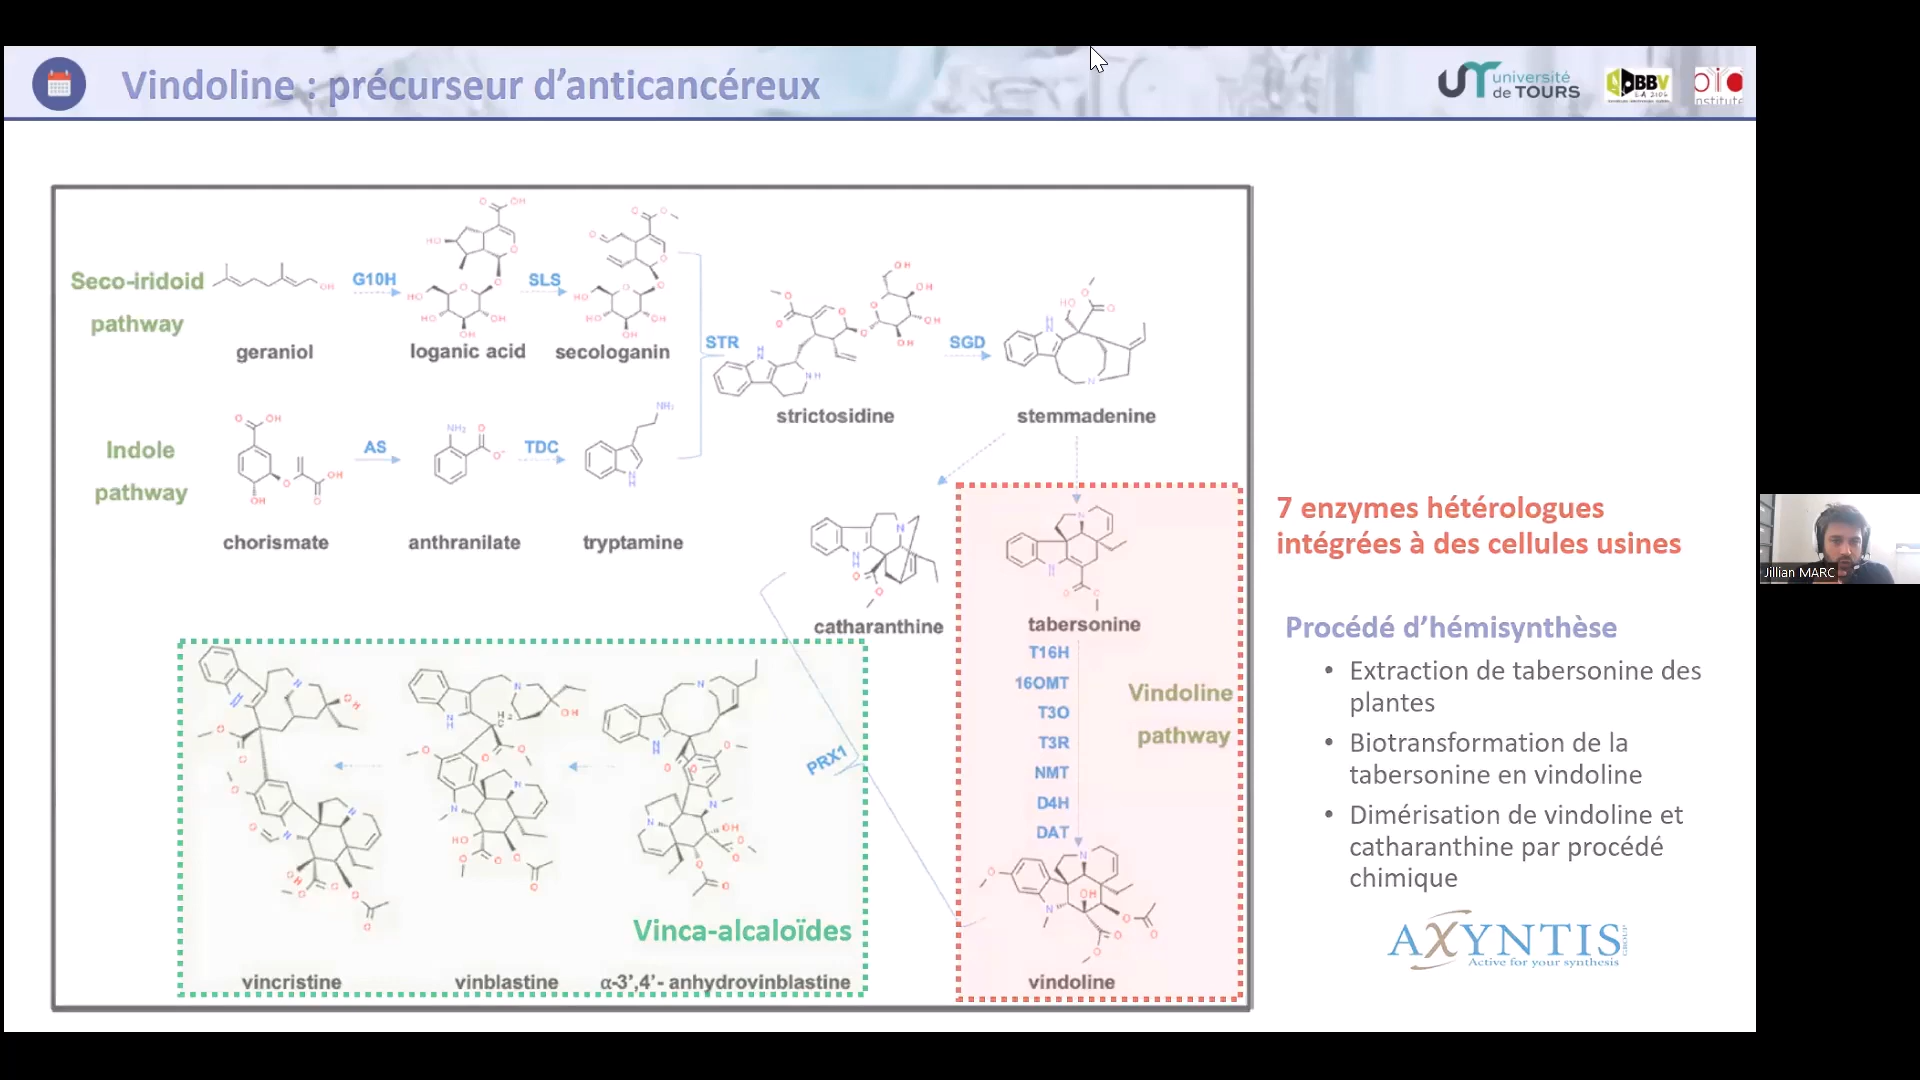 Vindoline : précurseur d’anticancéreux
université
de TOURS
BBV
Seco-iridoid
pathway
G10H
SLS
geraniol
loganic acid
secologanin
STR
SGD
strictosidine
stemmadenine
Indole
pathway
AS
TDC
chorismate
anthranilate
tryptamine
catharanthine
tabersonine
T16H
16OMT
T3O
T3R
NMT
D4H
DAT
Vindoline
pathway
PRX1
vindoline
Vinca-alcaloïdes
vincristine
vinblastine
α-3’,4’- anhydrovinblastine
7 enzymes hétérologues
intégrées à des cellules usines
Procédé d’hémisynthèse
• Extraction de tabersonine des
plantes
• Biotransformation de la
tabersonine en vindoline
• Dimérisation de vindoline et
catharanthine par procédé
chimique
AXYNTIS
GROUP
Active for your synthesis
Jillian MARC